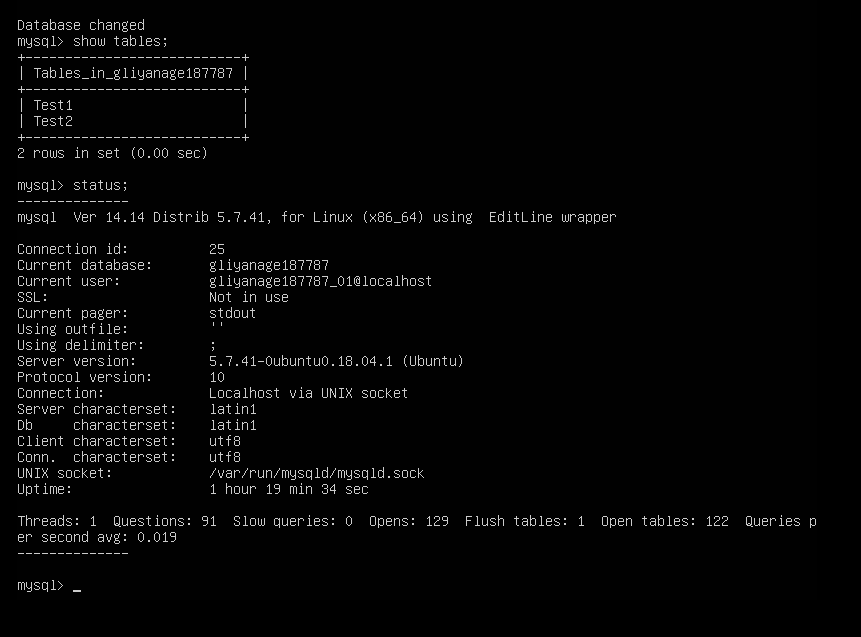 Database changed
mysql> show tables;
+---------------------------+
| Tables_in_gliyanage187787 |
+---------------------------+
| Test1                     |
| Test2                     |
+---------------------------+
2 rows in set (0.00 sec)
mysql> status;
--------------
mysql  Ver 14.14 Distrib 5.7.41, for Linux (x86_64) using  EditLine wrapper
Connection id:          25
Current database:       gliyanage187787
Current user:           gliyanage187787_01@localhost
SSL:                    Not in use
Current pager:          stdout
Using outfile:          ''
Using delimiter:        ;
Server version:         5.7.41-0ubuntu0.18.04.1 (Ubuntu)
Protocol version:       10
Connection:             Localhost via UNIX socket
Server characterset:    latin1
Db     characterset:    latin1
Client characterset:    utf8
Conn.  characterset:    utf8
UNIX socket:            /var/run/mysqld/mysqld.sock
Uptime:                 1 hour 19 min 34 sec
Threads: 1  Questions: 91  Slow queries: 0  Opens: 129  Flush tables: 1  Open tables: 122  Queries p
er second avg: 0.019
--------------
mysql> _